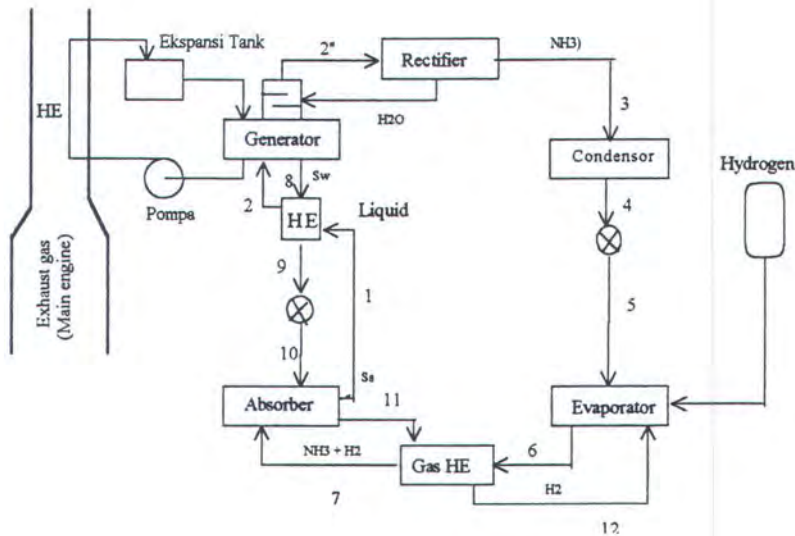 Ekspansi Tank
2"
Rectifier
NH3)
HE
H2O
3
Generator
Condensor
Hydrogen
8
Sw
2
Pompa
HE
Liquid
4
9
1
5
Exhaust gas
(Main engine)
10
Ss
Absorber
11
Evaporator
NH3 + H2
Gas HE
6
H2
7
12